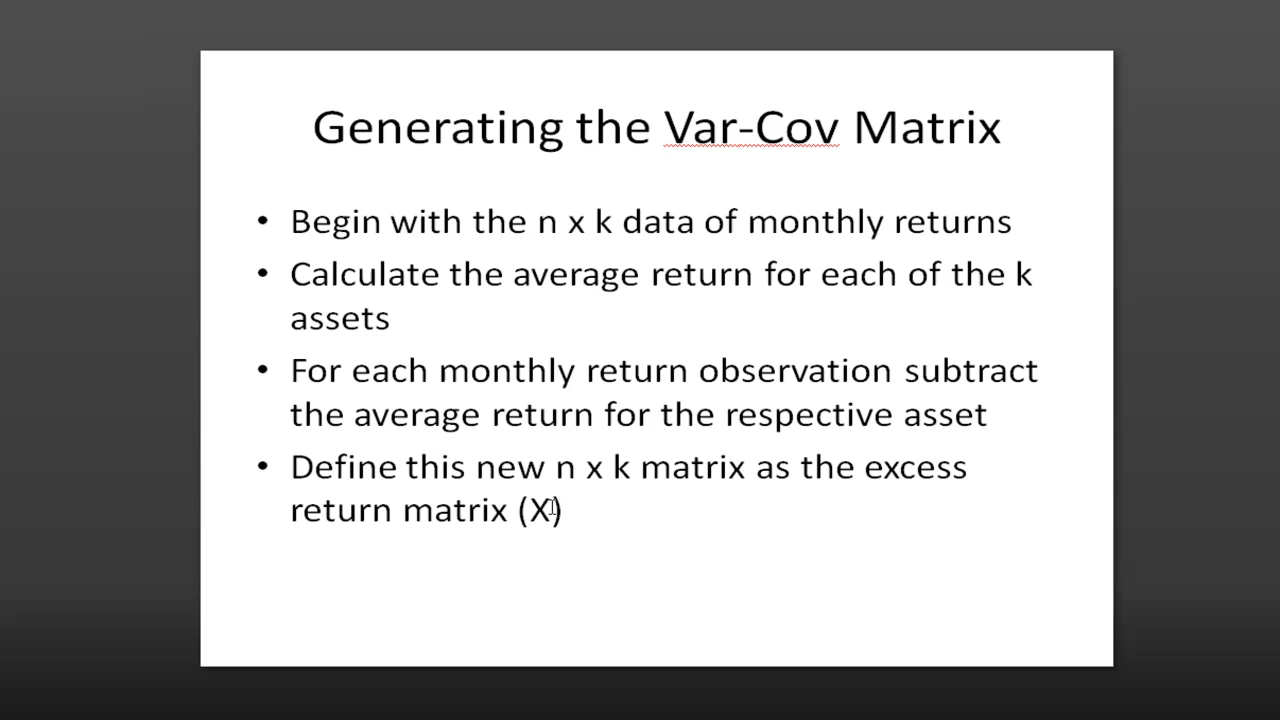 Generating the Var-Cov Matrix
• Begin with the n x k data of monthly returns
• Calculate the average return for each of the k
assets
• For each monthly return observation subtract
the average return for the respective asset
• Define this new n x k matrix as the excess
return matrix (X)